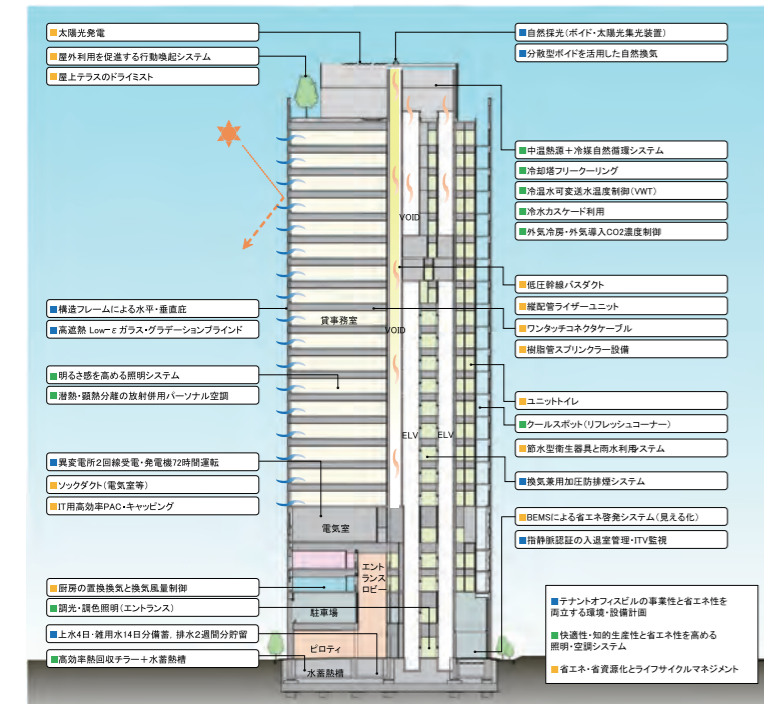 ■太陽光発電
■屋外利用を促進する行動喚起システム
■屋上テラスのドライミスト
■自然採光(ボイド・太陽光集光装置)
■分散型ボイドを活用した自然換気
■中温熱源+冷媒自然循環システム
■冷却塔フリークーリング
■冷温水可変送水温度制御(VWT)
■冷水カスケード利用
■外気冷房・外気導入CO2濃度制御
■低圧幹線バスダクト
■縦配管ライザーユニット
■ワンタッチコネクタケーブル
■樹脂管スプリンクラー設備
■構造フレームによる水平・垂直庇
■高遮熱 Low-ε ガラス・グラデーションブラインド
■明るさ感を高める照明システム
■潜熱・顕熱分離の放射併用パーソナル空調
■ユニットトイレ
■クールスポット(リフレッシュコーナー)
■節水型衛生器具と雨水利用システム
■換気兼用加圧防排煙システム
■異変電所2回線受電・発電機72時間運転
■ソックダクト(電気室等)
■IT用高効率PAC・キャッピング
■BEMSによる省エネ啓発システム(見える化)
■指静脈認証の入退室管理・ITV監視
■厨房の置換換気と換気風量制御
■調光・調色照明(エントランス)
■上水4日・雑用水14日分備蓄，排水2週間分貯留
■高効率熱回収チラー+水蓄熱槽
VOID
貸事務室
VOID
ELV
ELV
電気室
エント
ランス
ロビー
駐車場
ピロティ
水蓄熱槽
■テナントオフィスビルの事業性と省エネ性を
両立する環境・設備計画
■快適性・知的生産性と省エネ性を高める
照明・空調システム
■省エネ・省資源化とライフサイクルマネジメント